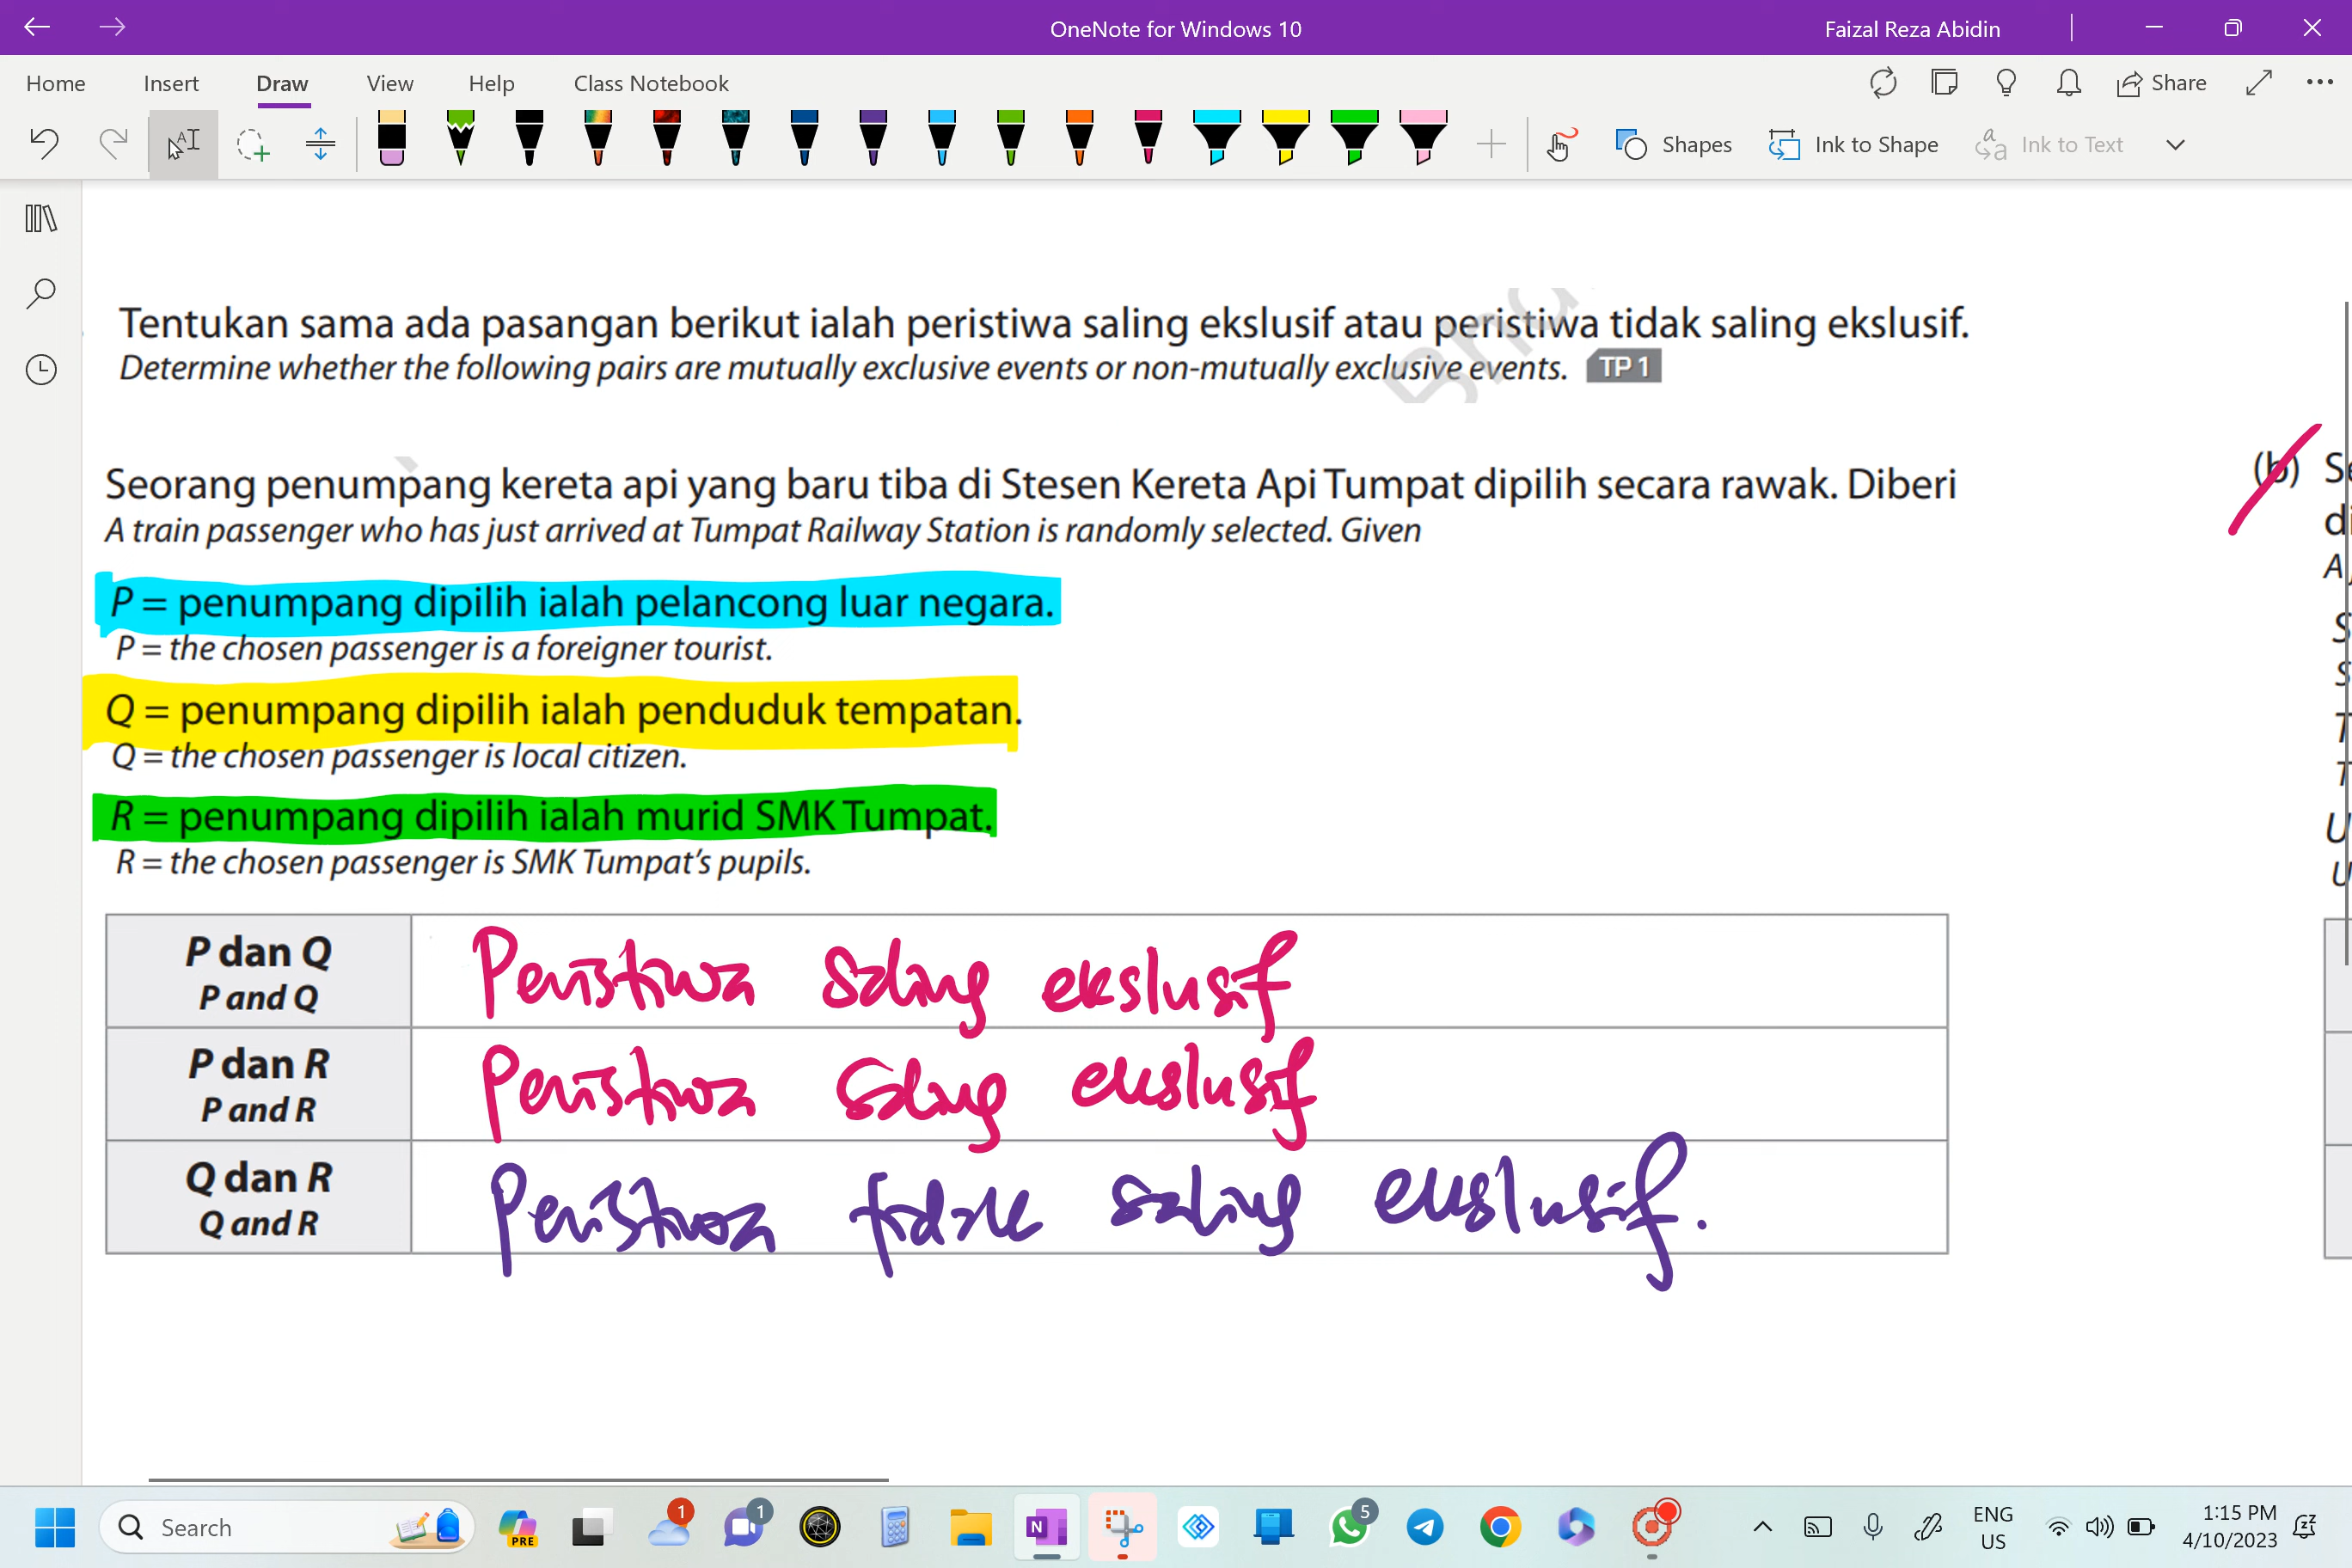 OneNote for Windows 10
Faizal Reza Abidin
Home Insert Draw View Help Class Notebook Share
Shapes Ink to Shape Ink to Text
Tentukan sama ada pasangan berikut ialah peristiwa saling ekslusif atau peristiwa tidak saling ekslusif.
Determine whether the following pairs are mutually exclusive events or non-mutually exclusive events. TP 1
Seorang penumpang kereta api yang baru tiba di Stesen Kereta Api Tumpat dipilih secara rawak. Diberi
A train passenger who has just arrived at Tumpat Railway Station is randomly selected. Given
P = penumpang dipilih ialah pelancong luar negara.
P = the chosen passenger is a foreigner tourist.
Q = penumpang dipilih ialah penduduk tempatan.
Q = the chosen passenger is local citizen.
R = penumpang dipilih ialah murid SMK Tumpat.
R = the chosen passenger is SMK Tumpat's pupils.
P dan Q
P and Q
Peristiwa saling ekslusif
P dan R
P and R
Peristiwa saling ekslusif
Q dan R
Q and R
Peristiwa tidak saling ekslusif.
(b)
Search
PRE
1
1
5
ENG
US
1:15 PM
4/10/2023